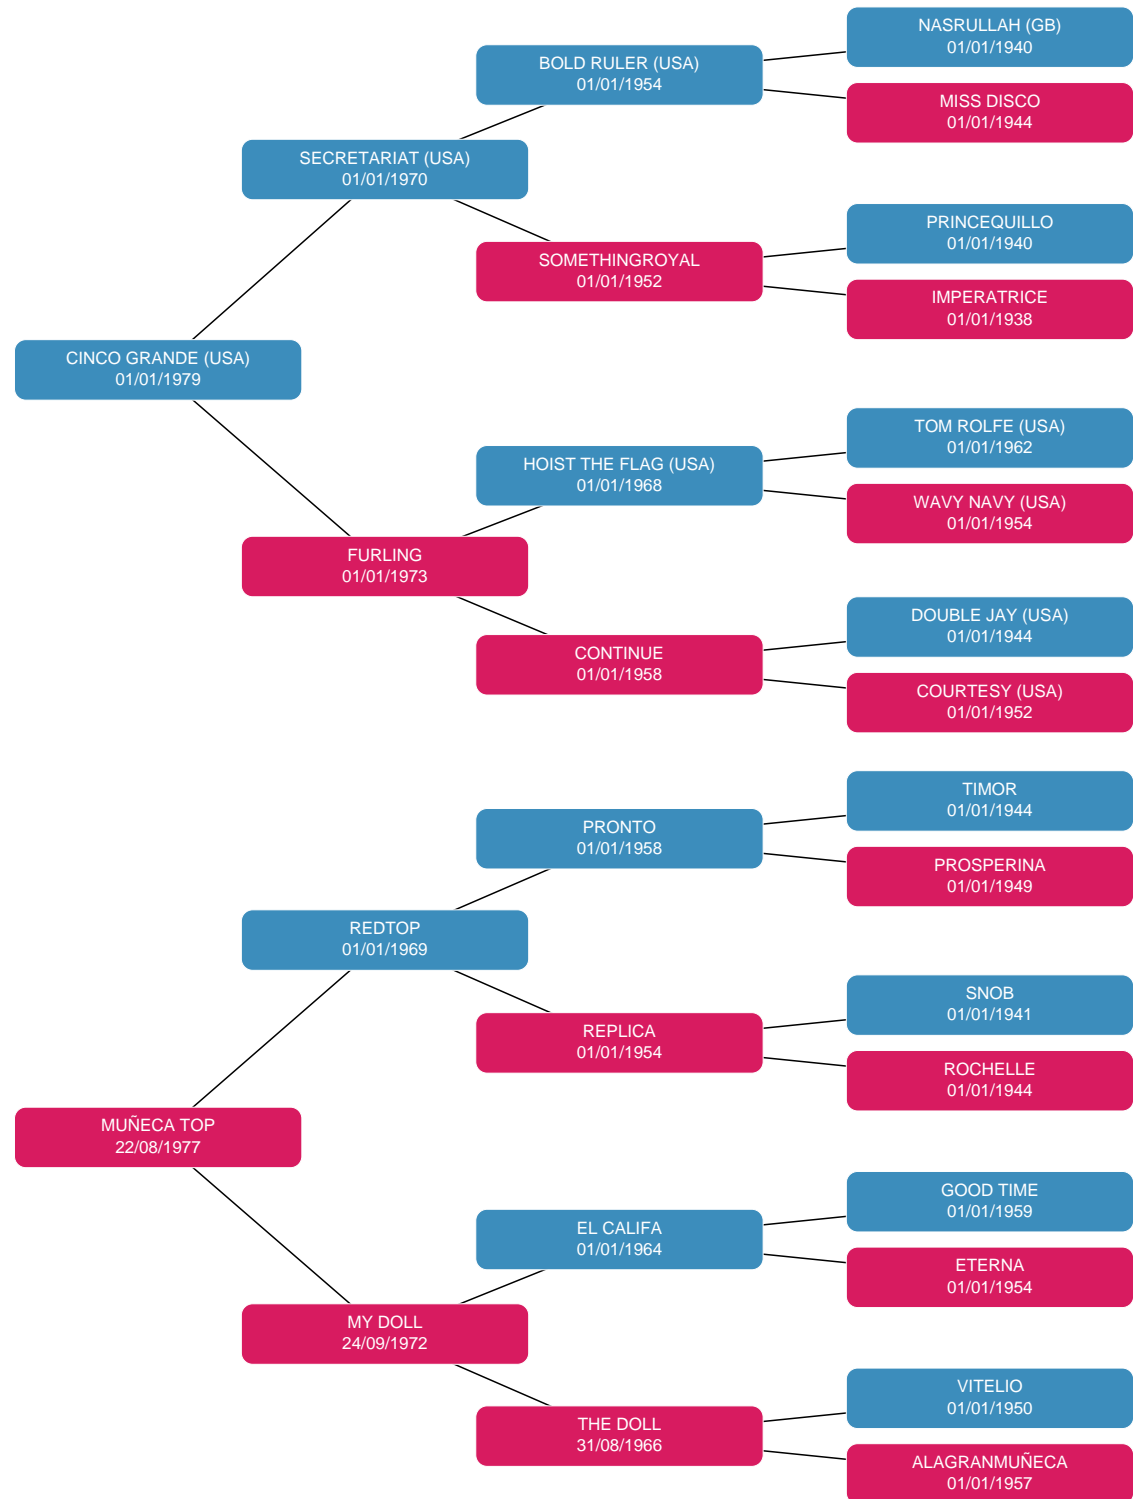 NASRULLAH (GB)
01/01/1940
BOLD RULER (USA)
01/01/1954
MISS DISCO
01/01/1944
SECRETARIAT (USA)
01/01/1970
PRINCEQUILLO
01/01/1940
SOMETHINGROYAL
01/01/1952
IMPERATRICE
01/01/1938
CINCO GRANDE (USA)
01/01/1979
TOM ROLFE (USA)
01/01/1962
HOIST THE FLAG (USA)
01/01/1968
WAVY NAVY (USA)
01/01/1954
FURLING
01/01/1973
DOUBLE JAY (USA)
01/01/1944
CONTINUE
01/01/1958
COURTESY (USA)
01/01/1952
TIMOR
01/01/1944
PRONTO
01/01/1958
PROSPERINA
01/01/1949
REDTOP
01/01/1969
SNOB
01/01/1941
REPLICA
01/01/1954
ROCHELLE
01/01/1944
MUÑECA TOP
22/08/1977
GOOD TIME
01/01/1959
EL CALIFA
01/01/1964
ETERNA
01/01/1954
MY DOLL
24/09/1972
VITELIO
01/01/1950
THE DOLL
31/08/1966
ALAGRANMUÑECA
01/01/1957